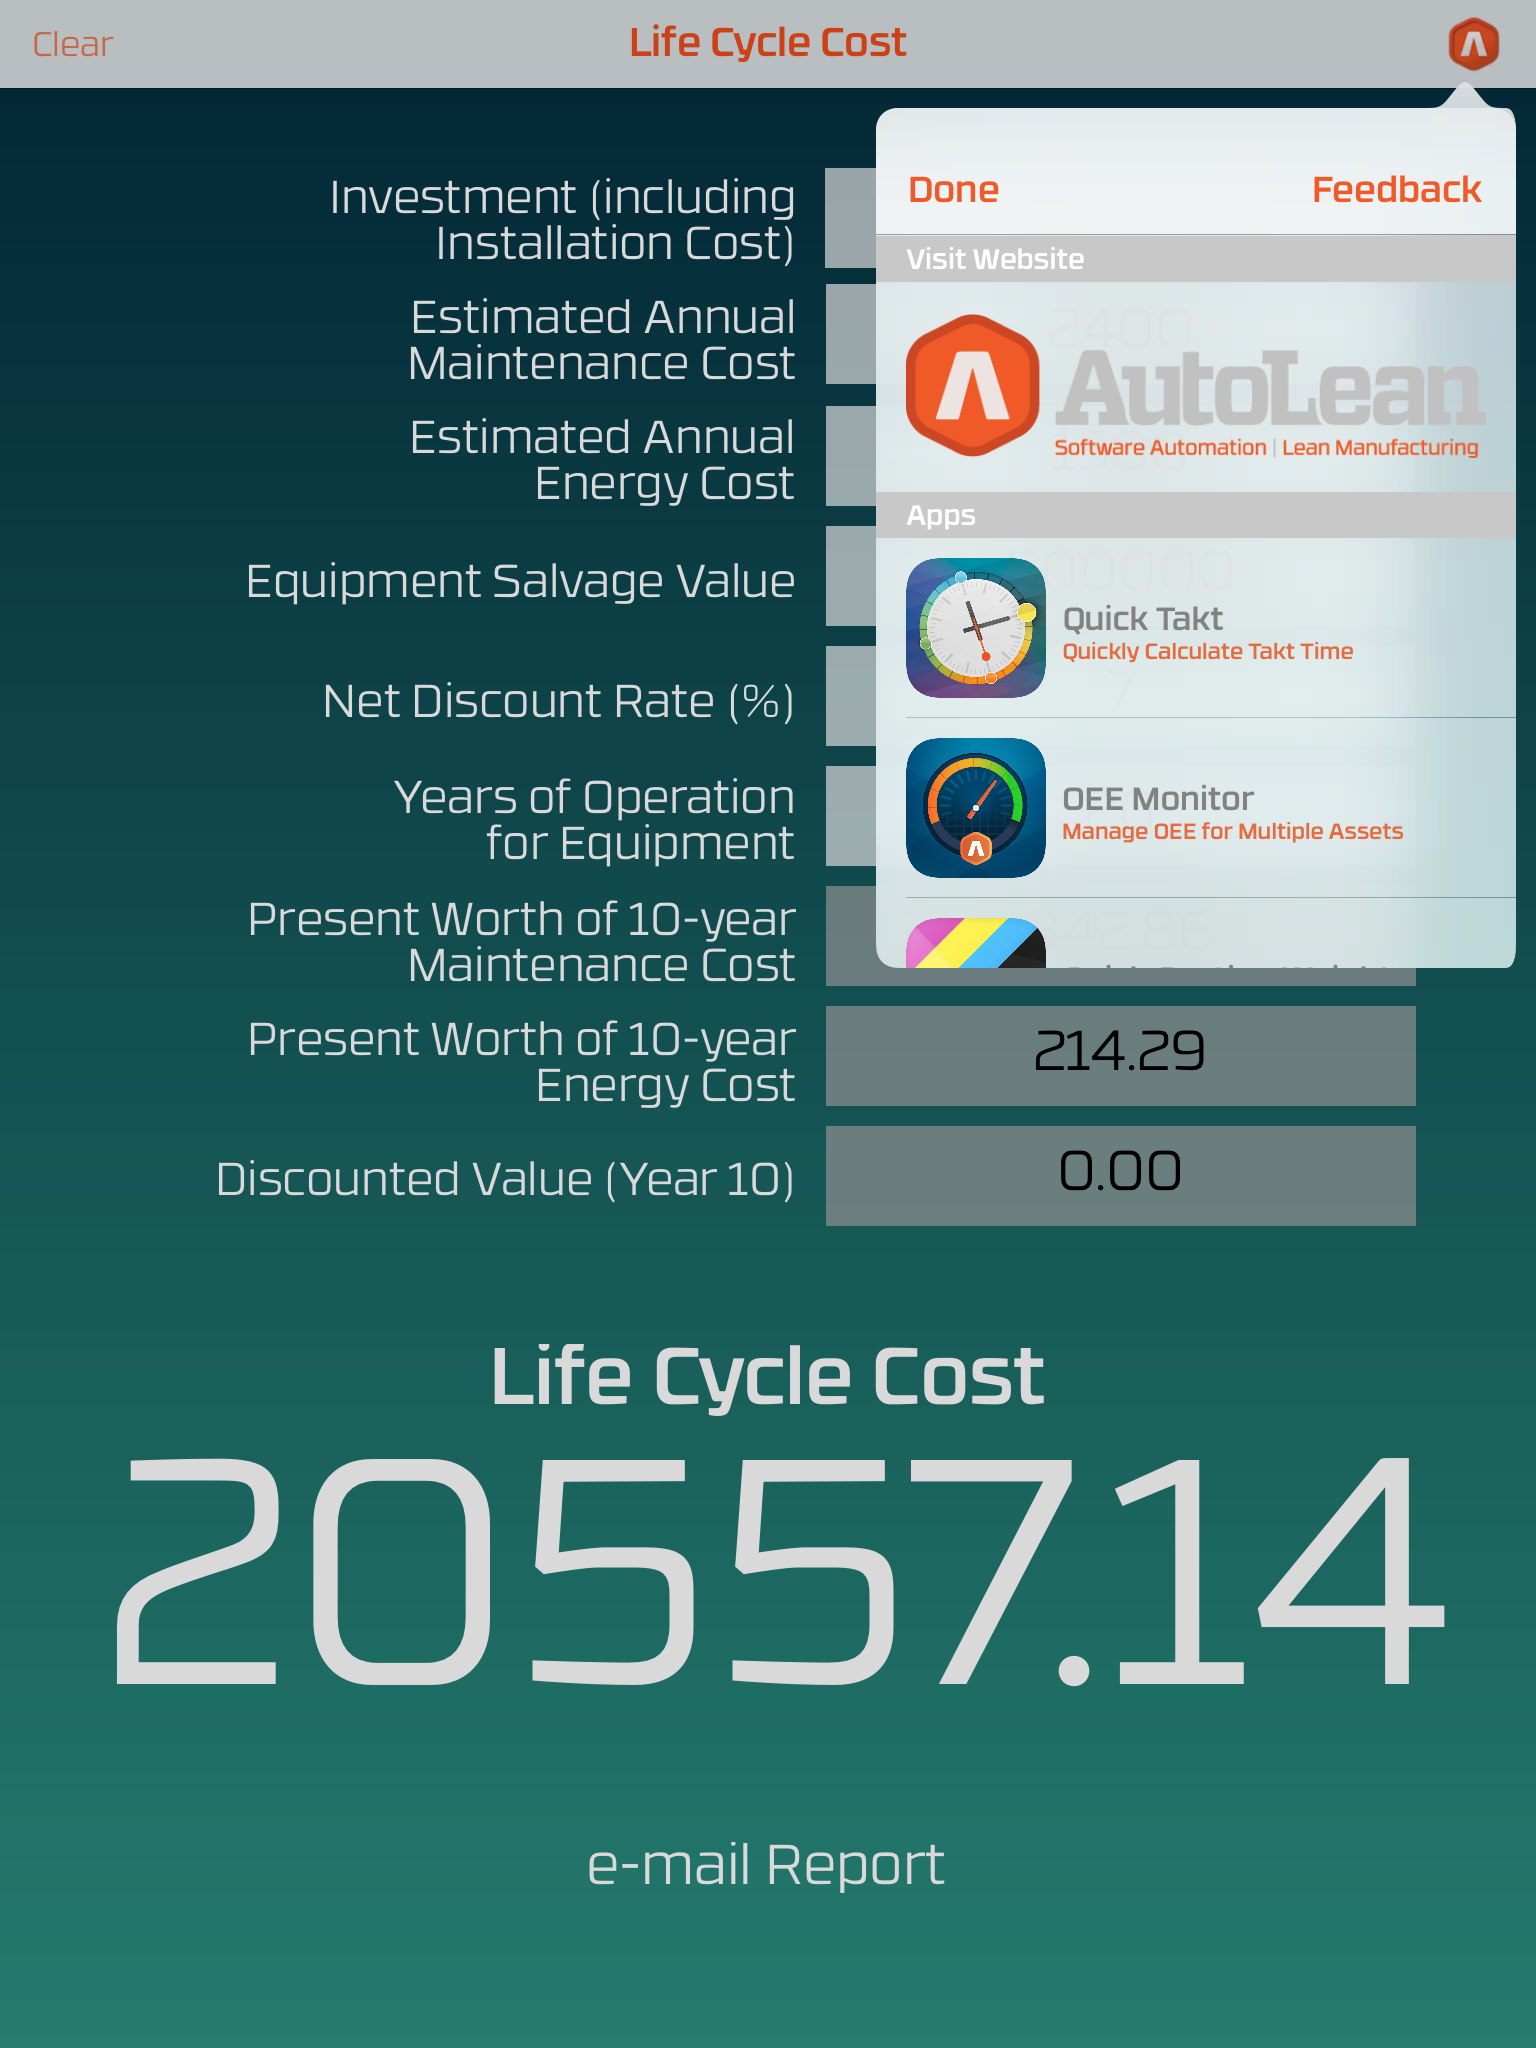 Clear
Life Cycle Cost
Done
Feedback
Visit Website
AutoLean
Software Automation | Lean Manufacturing
Apps
Quick Takt
Quickly Calculate Takt Time
OEE Monitor
Manage OEE for Multiple Assets
Investment (including
Installation Cost)
Estimated Annual
Maintenance Cost
2400
Estimated Annual
Energy Cost
Equipment Salvage Value
Net Discount Rate (%)
7
Years of Operation
for Equipment
Present Worth of 10-year
Maintenance Cost
Present Worth of 10-year
Energy Cost
214.29
Discounted Value (Year 10)
0.00
Life Cycle Cost
20557.14
e-mail Report